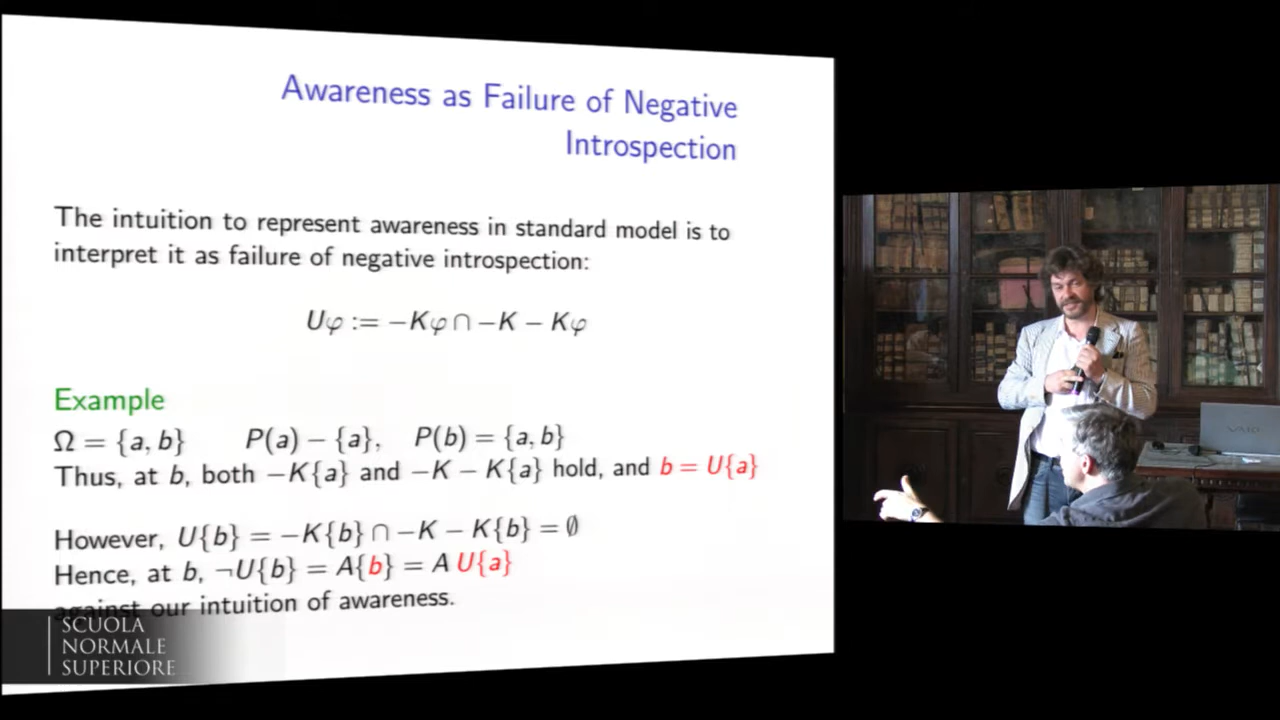 Awareness as Failure of Negative
Introspection
The intuition to represent awareness in standard model is to
interpret it as failure of negative introspection:
Uφ := −Kφ ∩ −K − Kφ
Example
Ω = {a, b} P(a) − {a}, P(b) = {a, b}
Thus, at b, both −K{a} and −K − K{a} hold, and b = U{a}
However, U{b} = −K{b} ∩ −K − K{b} = ∅
Hence, at b, ¬U{b} = A{b} = A U{a}
against our intuition of awareness.
SCUOLA
NORMALE
SUPERIORE
VAIO